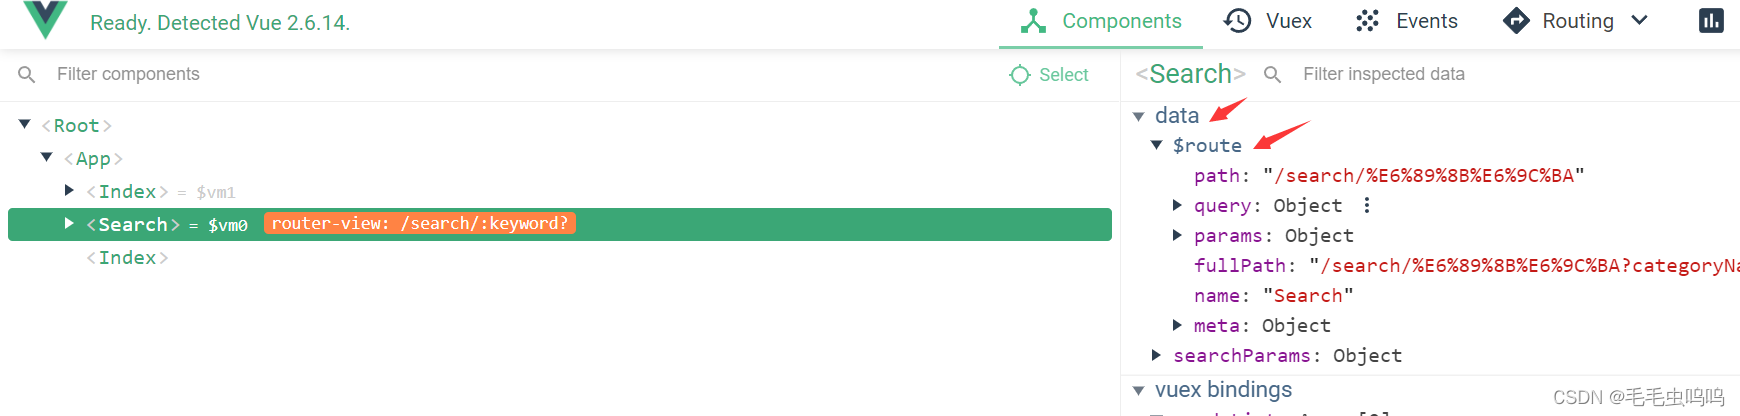 Ready. Detected Vue 2.6.14.
Components
Vuex
Events
Routing
Filter components
Select
<Search>
Filter inspected data
<Root>
<App>
<Index> = $vm1
<Search> = $vm0 router-view: /search/:keyword?
<Index>
data
$route
path: "/search/%E6%89%8B%E6%9C%BA"
query: Object
params: Object
fullPath: "/search/%E6%89%8B%E6%9C%BA?categoryNa
name: "Search"
meta: Object
searchParams: Object
vuex bindings
CSDN @毛毛虫呜呜